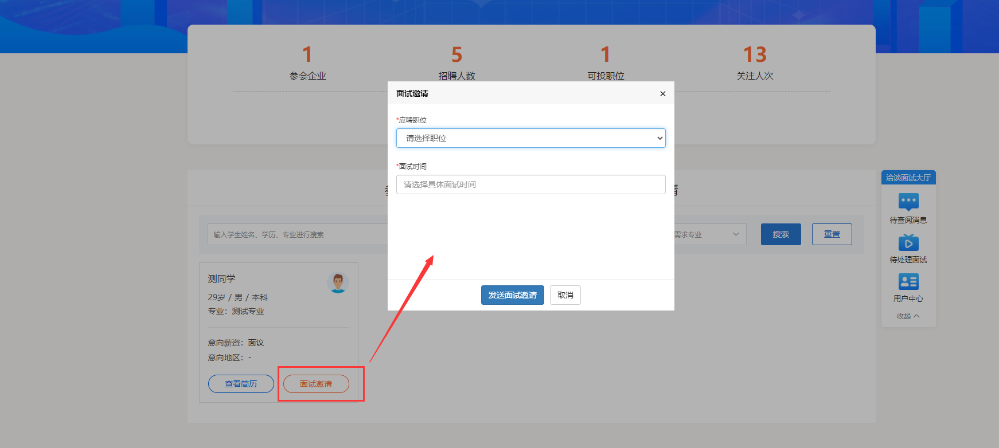 1
参会企业
5
招聘人数
1
可投职位
13
关注人次
面试邀请
×
*应聘职位
请选择职位
*面试时间
请选择具体面试时间
发送面试邀请
取消
输入学生姓名、学历、专业进行搜索
需求专业
搜索
重置
测同学
29岁 / 男 / 本科
专业：测试专业
意向薪资：面议
意向地区：-
查看简历
面试邀请
洽谈面试大厅
待查阅消息
待处理面试
用户中心
收起